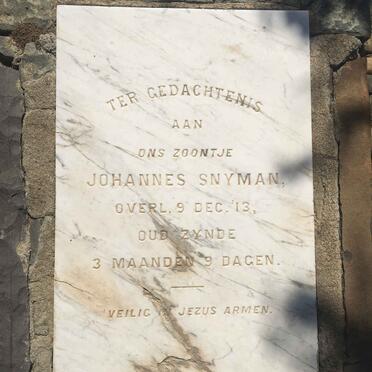 TER GEDACHTENIS
AAN
ONS ZOONTJE
JOHANNES SNYMAN,
OVERL, 9 DEC. '13,
OUD ZYNDE
3 MAANDEN 9 DAGEN.
VEILIG IN JEZUS ARMEN.